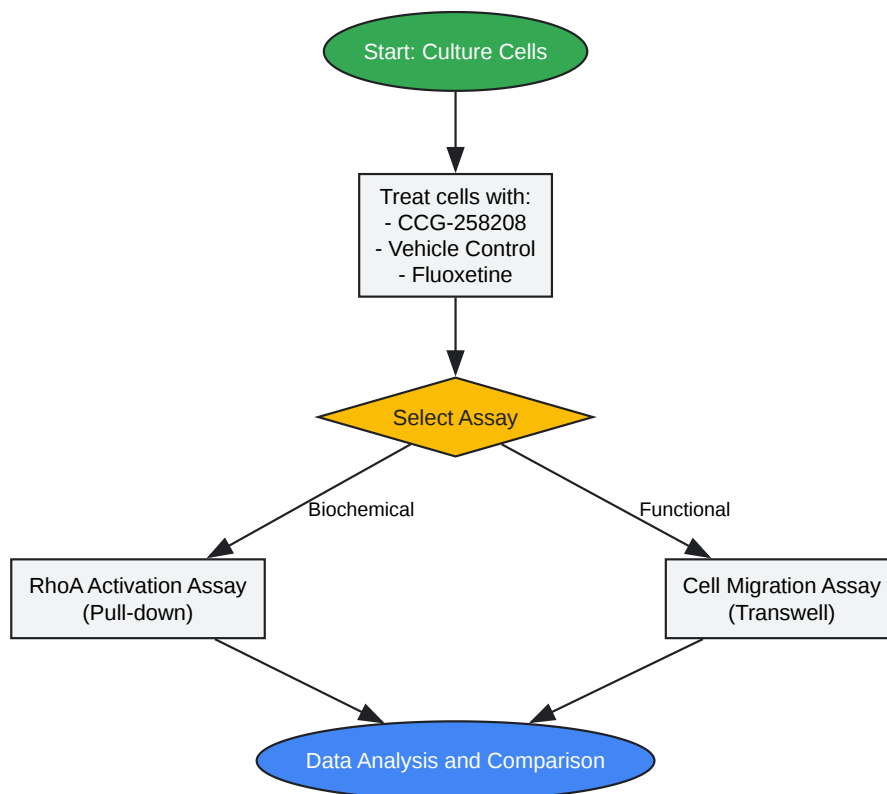 Start: Culture Cells
Treat cells with:
- CCG-258208
- Vehicle Control
- Fluoxetine
Select Assay
Biochemical
Functional
RhoA Activation Assay
(Pull-down)
Cell Migration Assay
(Transwell)
Data Analysis and Comparison